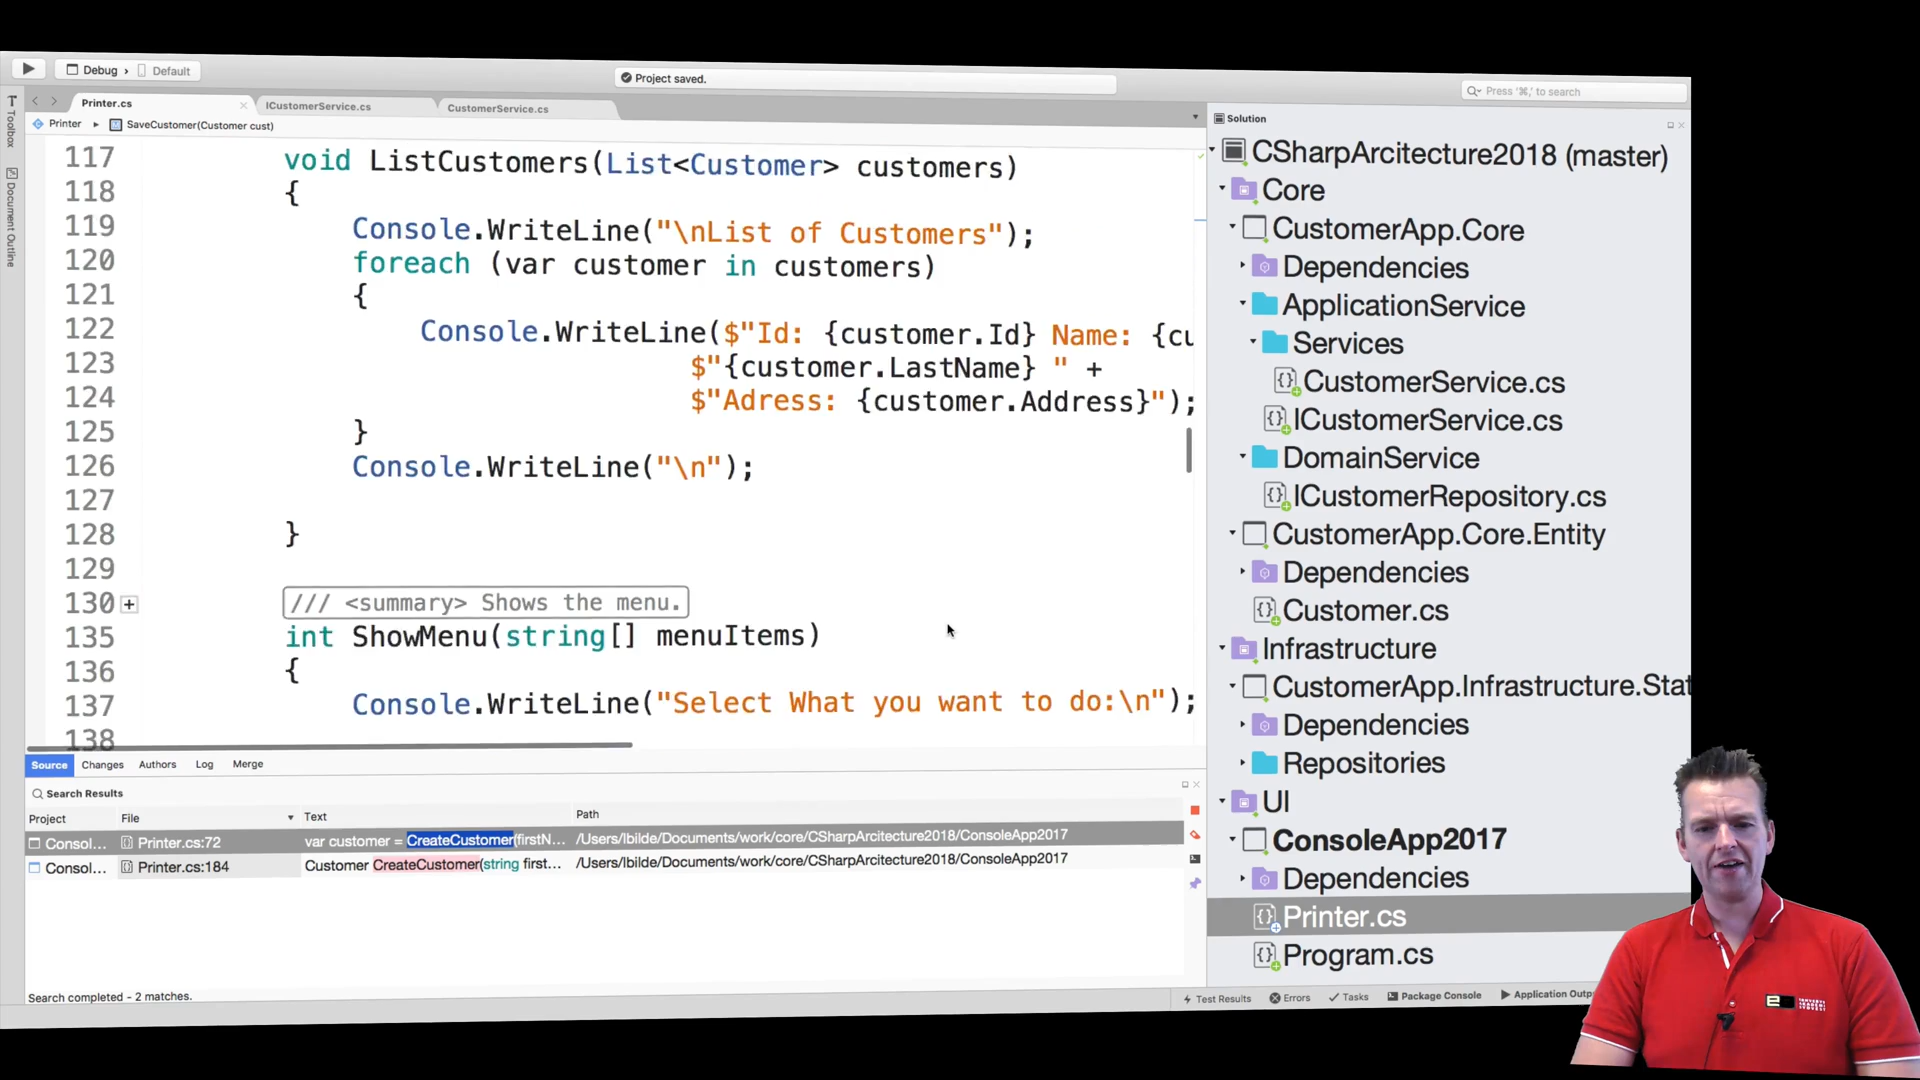 Debug › Default
Project saved.
Press '⌘,' to search
Toolbox
Document Outline
Printer.cs
ICustomerService.cs
CustomerService.cs
Printer
SaveCustomer(Customer cust)
117 void ListCustomers(List<Customer> customers)
118 {
119 Console.WriteLine("\nList of Customers");
120 foreach (var customer in customers)
121 {
122 Console.WriteLine($"Id: {customer.Id} Name: {cu
123 $"{customer.LastName} " +
124 $"Adress: {customer.Address}");
125 }
126 Console.WriteLine("\n");
127
128 }
129
130 /// <summary> Shows the menu.
135 int ShowMenu(string[] menuItems)
136 {
137 Console.WriteLine("Select What you want to do:\n");
138
Source Changes Authors Log Merge
Search Results
Project File Text Path
Consol... Printer.cs:72 var customer = CreateCustomer(firstN... /Users/lbilde/Documents/work/core/CSharpArcitecture2018/ConsoleApp2017
Consol... Printer.cs:184 Customer CreateCustomer(string first... /Users/lbilde/Documents/work/core/CSharpArcitecture2018/ConsoleApp2017
Search completed - 2 matches.
Solution
CSharpArcitecture2018 (master)
Core
CustomerApp.Core
Dependencies
ApplicationService
Services
CustomerService.cs
ICustomerService.cs
DomainService
ICustomerRepository.cs
CustomerApp.Core.Entity
Dependencies
Customer.cs
Infrastructure
CustomerApp.Infrastructure.Stat
Dependencies
Repositories
UI
ConsoleApp2017
Dependencies
Printer.cs
Program.cs
Test Results Errors Tasks Package Console Application Outp